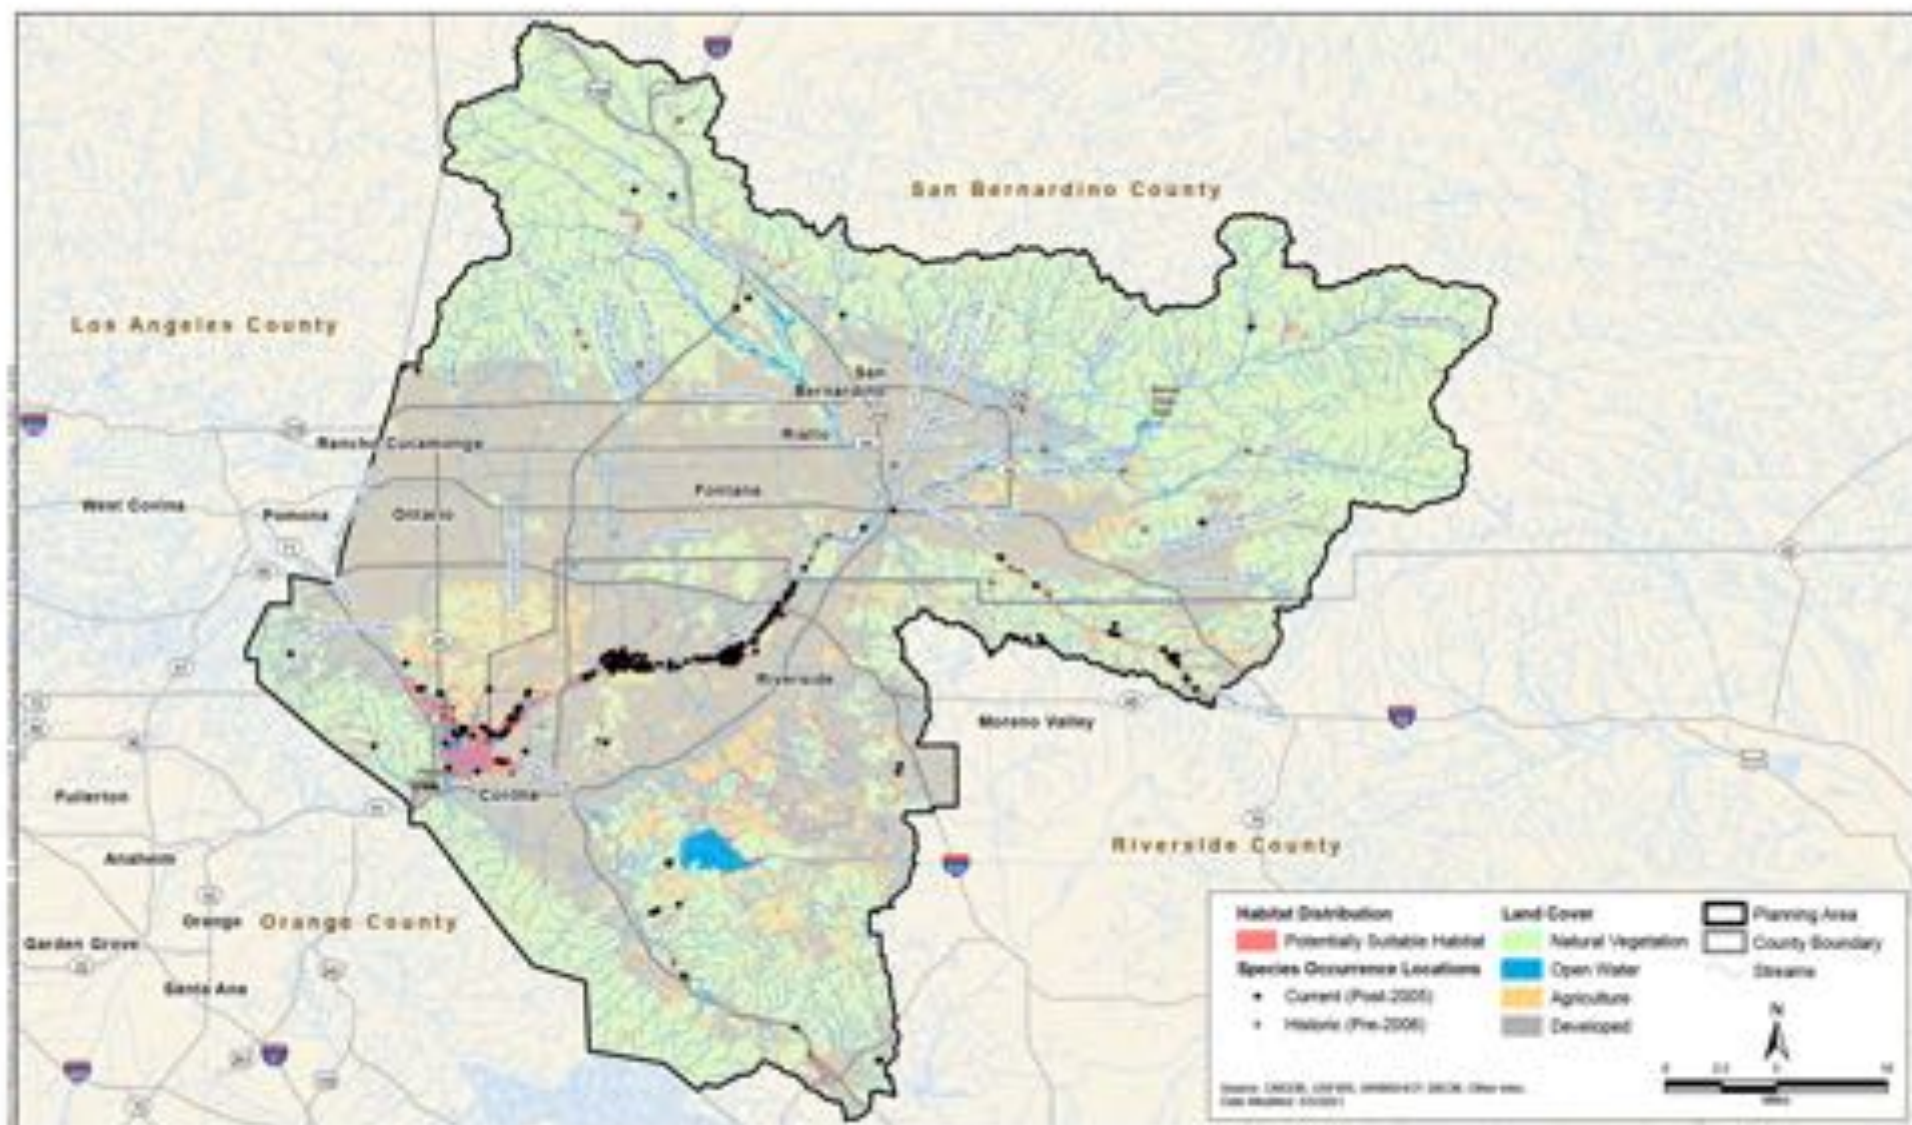 San Bernardino County
Los Angeles County
San
Bernardino
Rialto
Rancho Cucamonga
Fontana
West Covina
Pomona
Ontario
Riverside
Moreno Valley
Corona
Fullerton
Anaheim
Riverside County
Orange
Orange County
Garden Grove
Santa Ana
Habitat Distribution
Potentially Suitable Habitat
Species Occurrence Locations
Current (Post-2005)
Historic (Pre-2006)
Land Cover
Natural Vegetation
Open Water
Agriculture
Developed
Planning Area
County Boundary
Streams
N